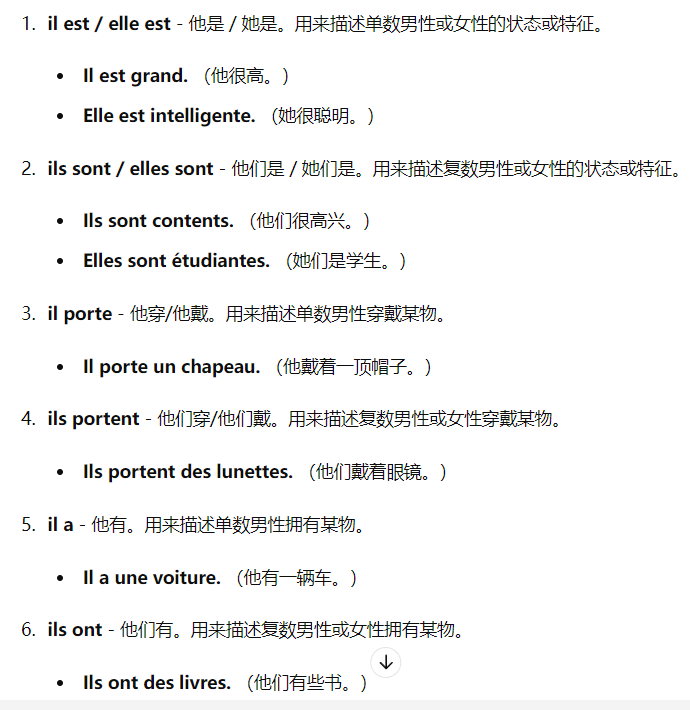 1. il est / elle est - 他是 / 她是。用来描述单数男性或女性的状态或特征。
• Il est grand. （他很高。）
• Elle est intelligente. （她很聪明。）
2. ils sont / elles sont - 他们是 / 她们是。用来描述复数男性或女性的状态或特征。
• Ils sont contents. （他们很高兴。）
• Elles sont étudiantes. （她们是学生。）
3. il porte - 他穿/他戴。用来描述单数男性穿戴某物。
• Il porte un chapeau. （他戴着一顶帽子。）
4. ils portent - 他们穿/他们戴。用来描述复数男性或女性穿戴某物。
• Ils portent des lunettes. （他们戴着眼镜。）
5. il a - 他有。用来描述单数男性拥有某物。
• Il a une voiture. （他有一辆车。）
6. ils ont - 他们有。用来描述复数男性或女性拥有某物。
• Ils ont des livres. （他们有些书。）